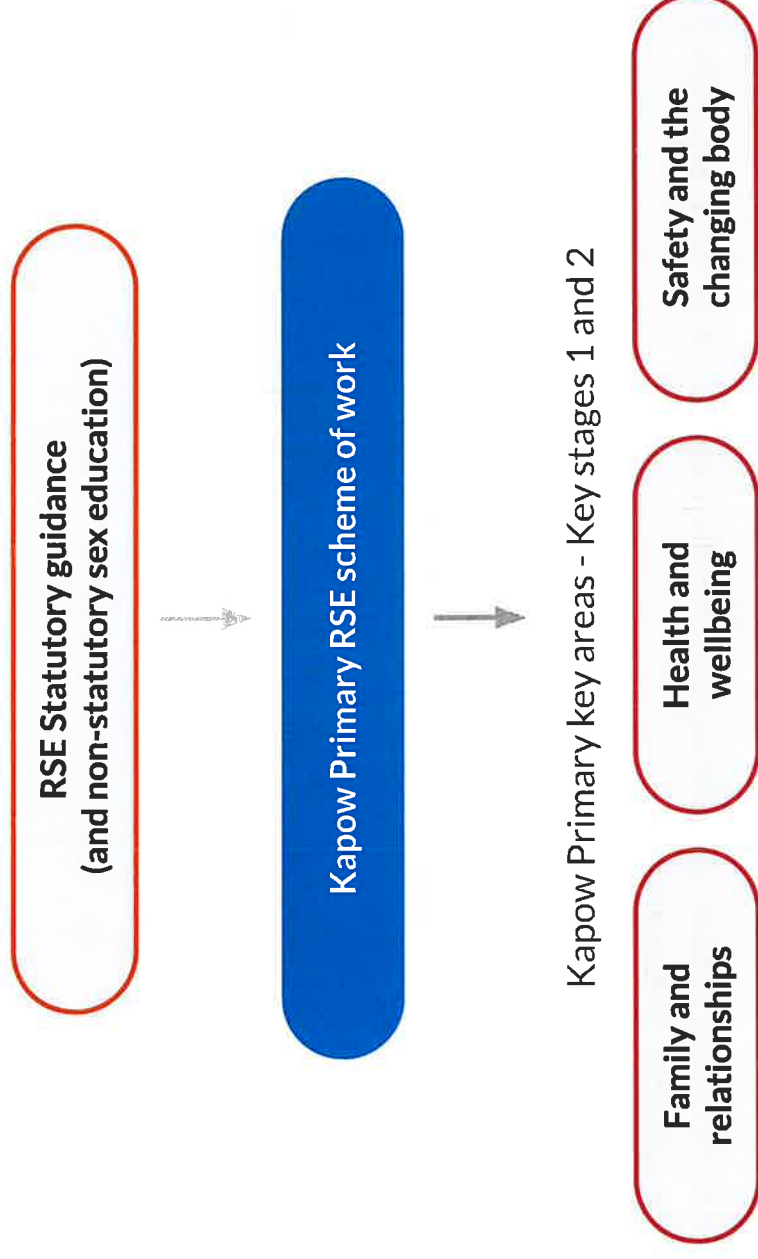 RSE Statutory guidance
(and non-statutory sex education)
Kapow Primary RSE scheme of work
Kapow Primary key areas - Key stages 1 and 2
Family and
relationships
Health and
wellbeing
Safety and the
changing body